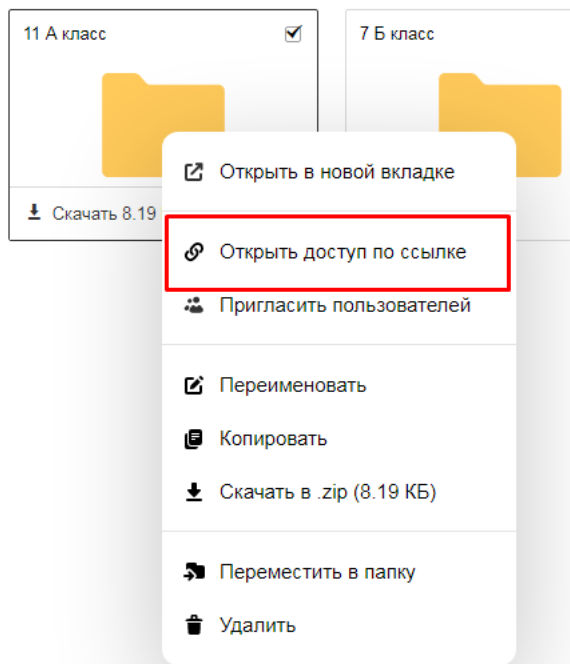 11 А класс
7 Б класс
Открыть в новой вкладке
Скачать 8.19
Открыть доступ по ссылке
Пригласить пользователей
Переименовать
Копировать
Скачать в .zip (8.19 КБ)
Переместить в папку
Удалить